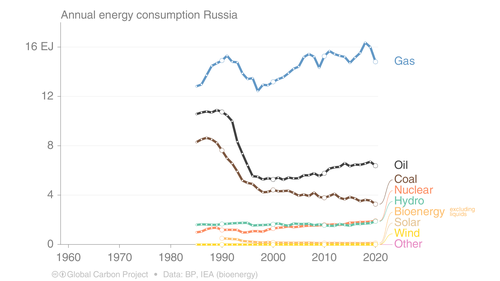 Annual energy consumption Russia
16 EJ
12
8
4
0
1960
1970
1980
1990
2000
2010
2020
Gas
Oil
Coal
Nuclear
Hydro
Bioenergy excluding
liquids
Solar
Wind
Other
Global Carbon Project • Data: BP, IEA (bioenergy)